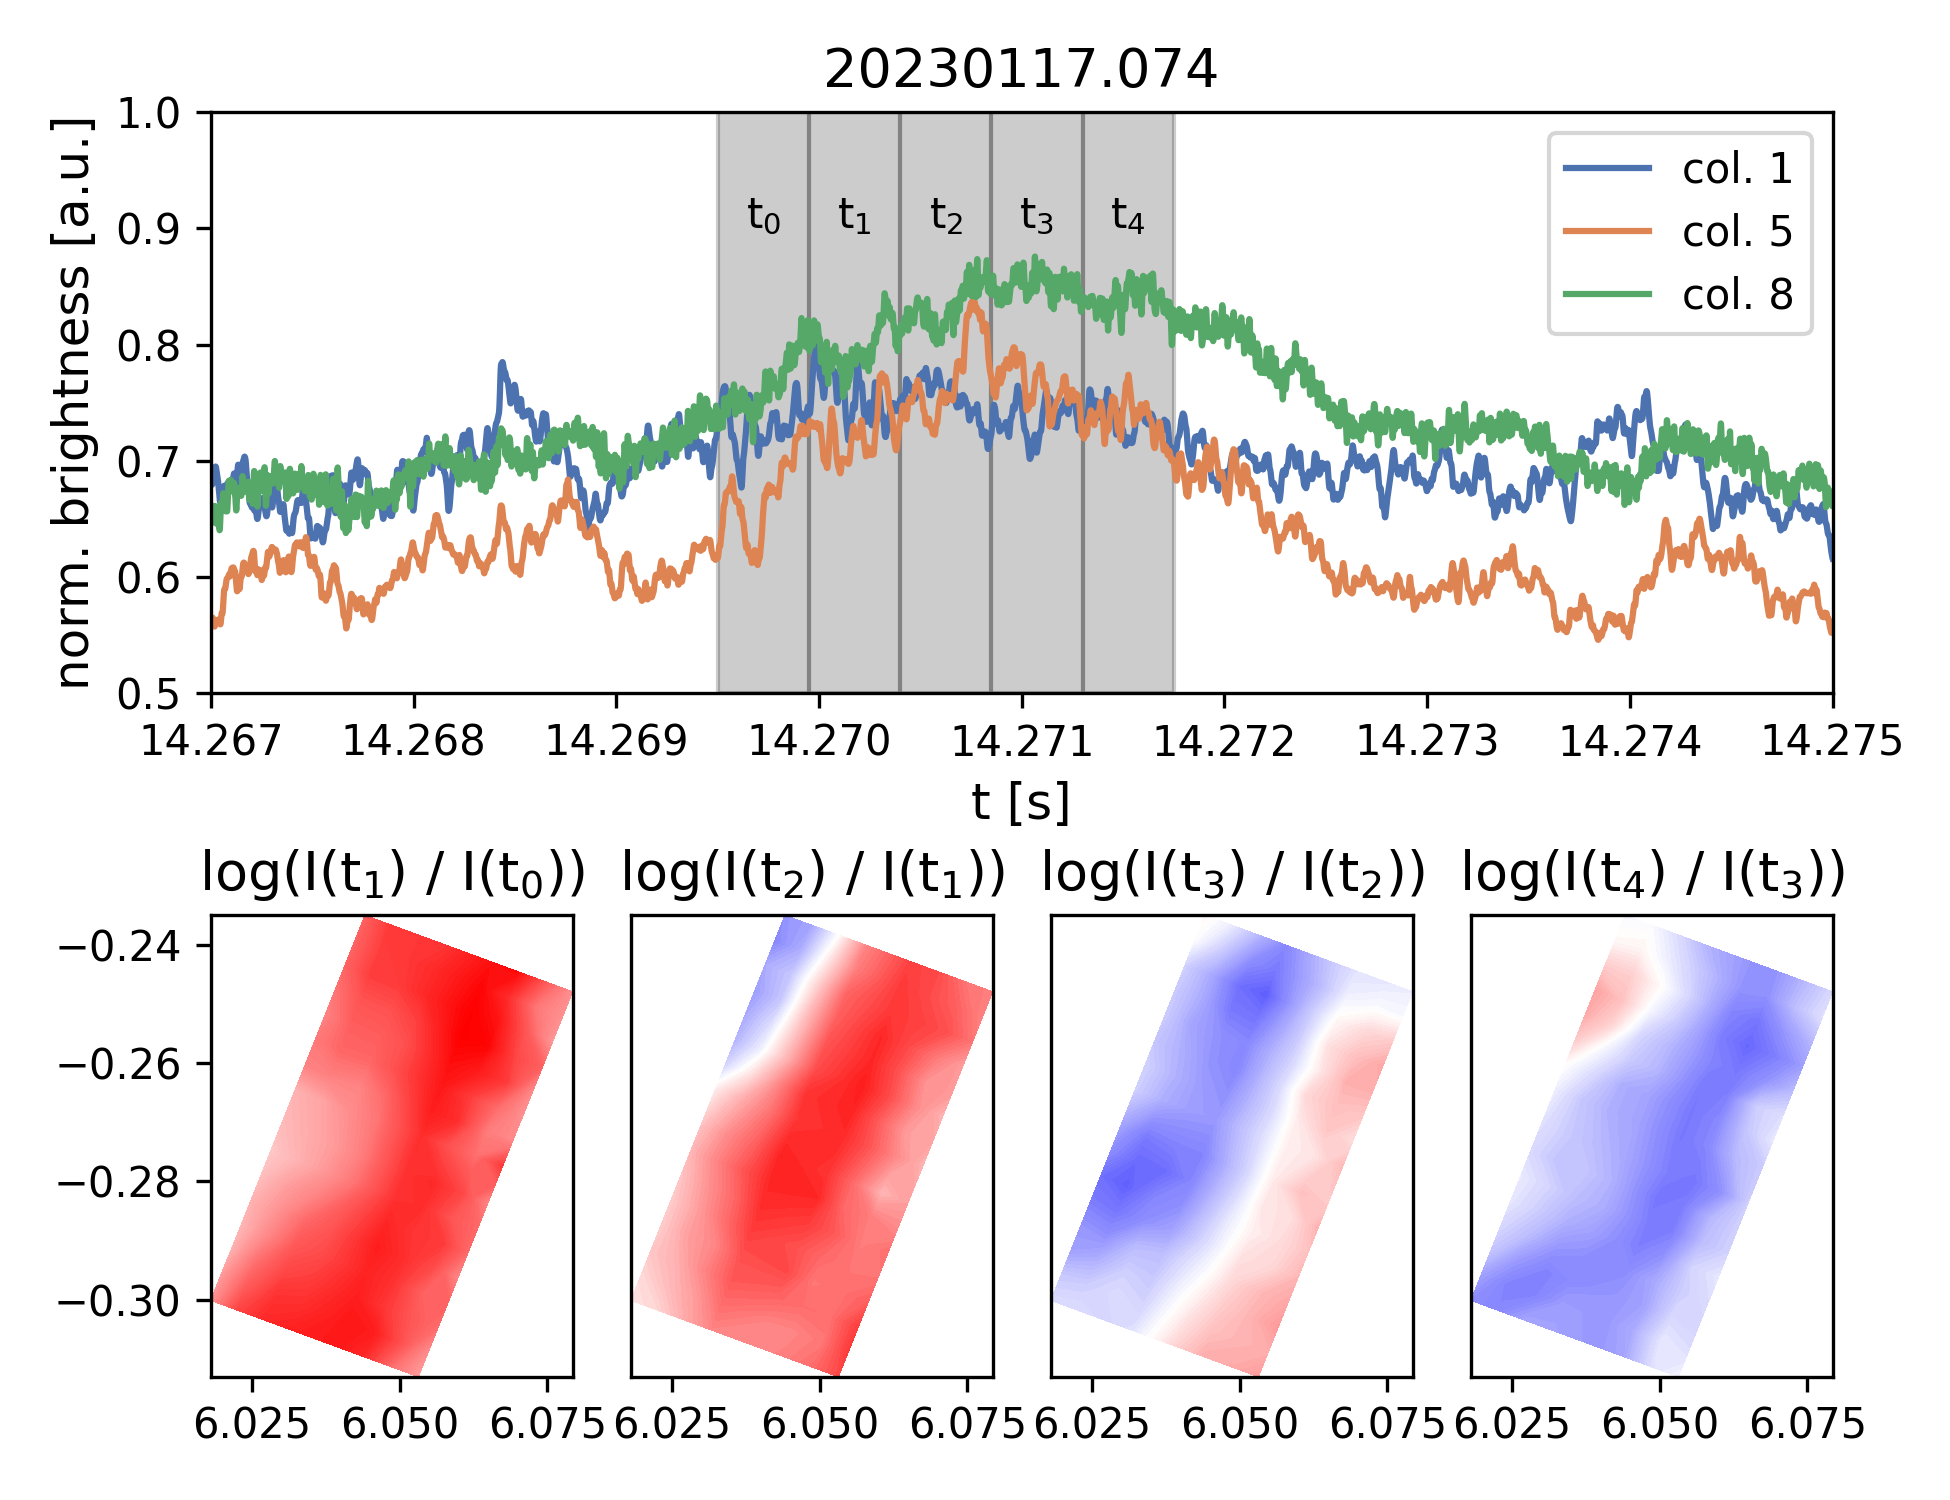 20230117.074
norm. brightness [a.u.]
1.0
0.9
0.8
0.7
0.6
0.5
t₀ t₁ t₂ t₃ t₄
col. 1
col. 5
col. 8
14.267 14.268 14.269 14.270 14.271 14.272 14.273 14.274 14.275
t [s]
log(I(t₁) / I(t₀)) log(I(t₂) / I(t₁)) log(I(t₃) / I(t₂)) log(I(t₄) / I(t₃))
−0.24
−0.26
−0.28
−0.30
6.025 6.050 6.075 6.025 6.050 6.075 6.025 6.050 6.075 6.025 6.050 6.075